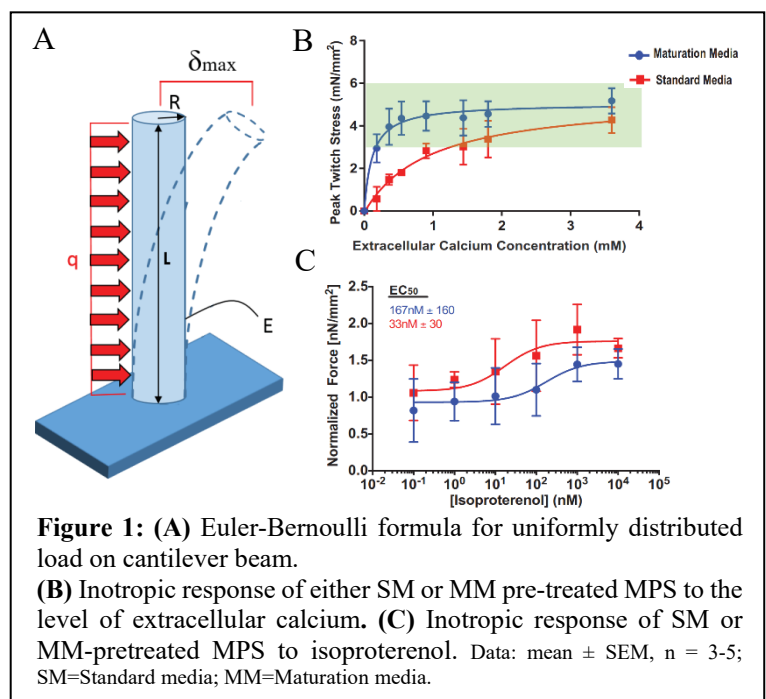 A
δmax
R
q
L
E
B
Peak Twitch Stress (mN/mm²)
8
6
4
2
0
0 1 2 3 4
Extracellular Calcium Concentration (mM)
Maturation Media
Standard Media
C
Normalized Force [nN/mm²]
2.5
2.0
1.5
1.0
0.5
0.0
EC50
167nM ± 160
33nM ± 30
10⁻² 10⁻¹ 10⁰ 10¹ 10² 10³ 10⁴ 10⁵
[Isoproterenol] (nM)
Figure 1: (A) Euler-Bernoulli formula for uniformly distributed
load on cantilever beam.
(B) Inotropic response of either SM or MM pre-treated MPS to the
level of extracellular calcium. (C) Inotropic response of SM or
MM-pretreated MPS to isoproterenol. Data: mean ± SEM, n = 3-5;
SM=Standard media; MM=Maturation media.